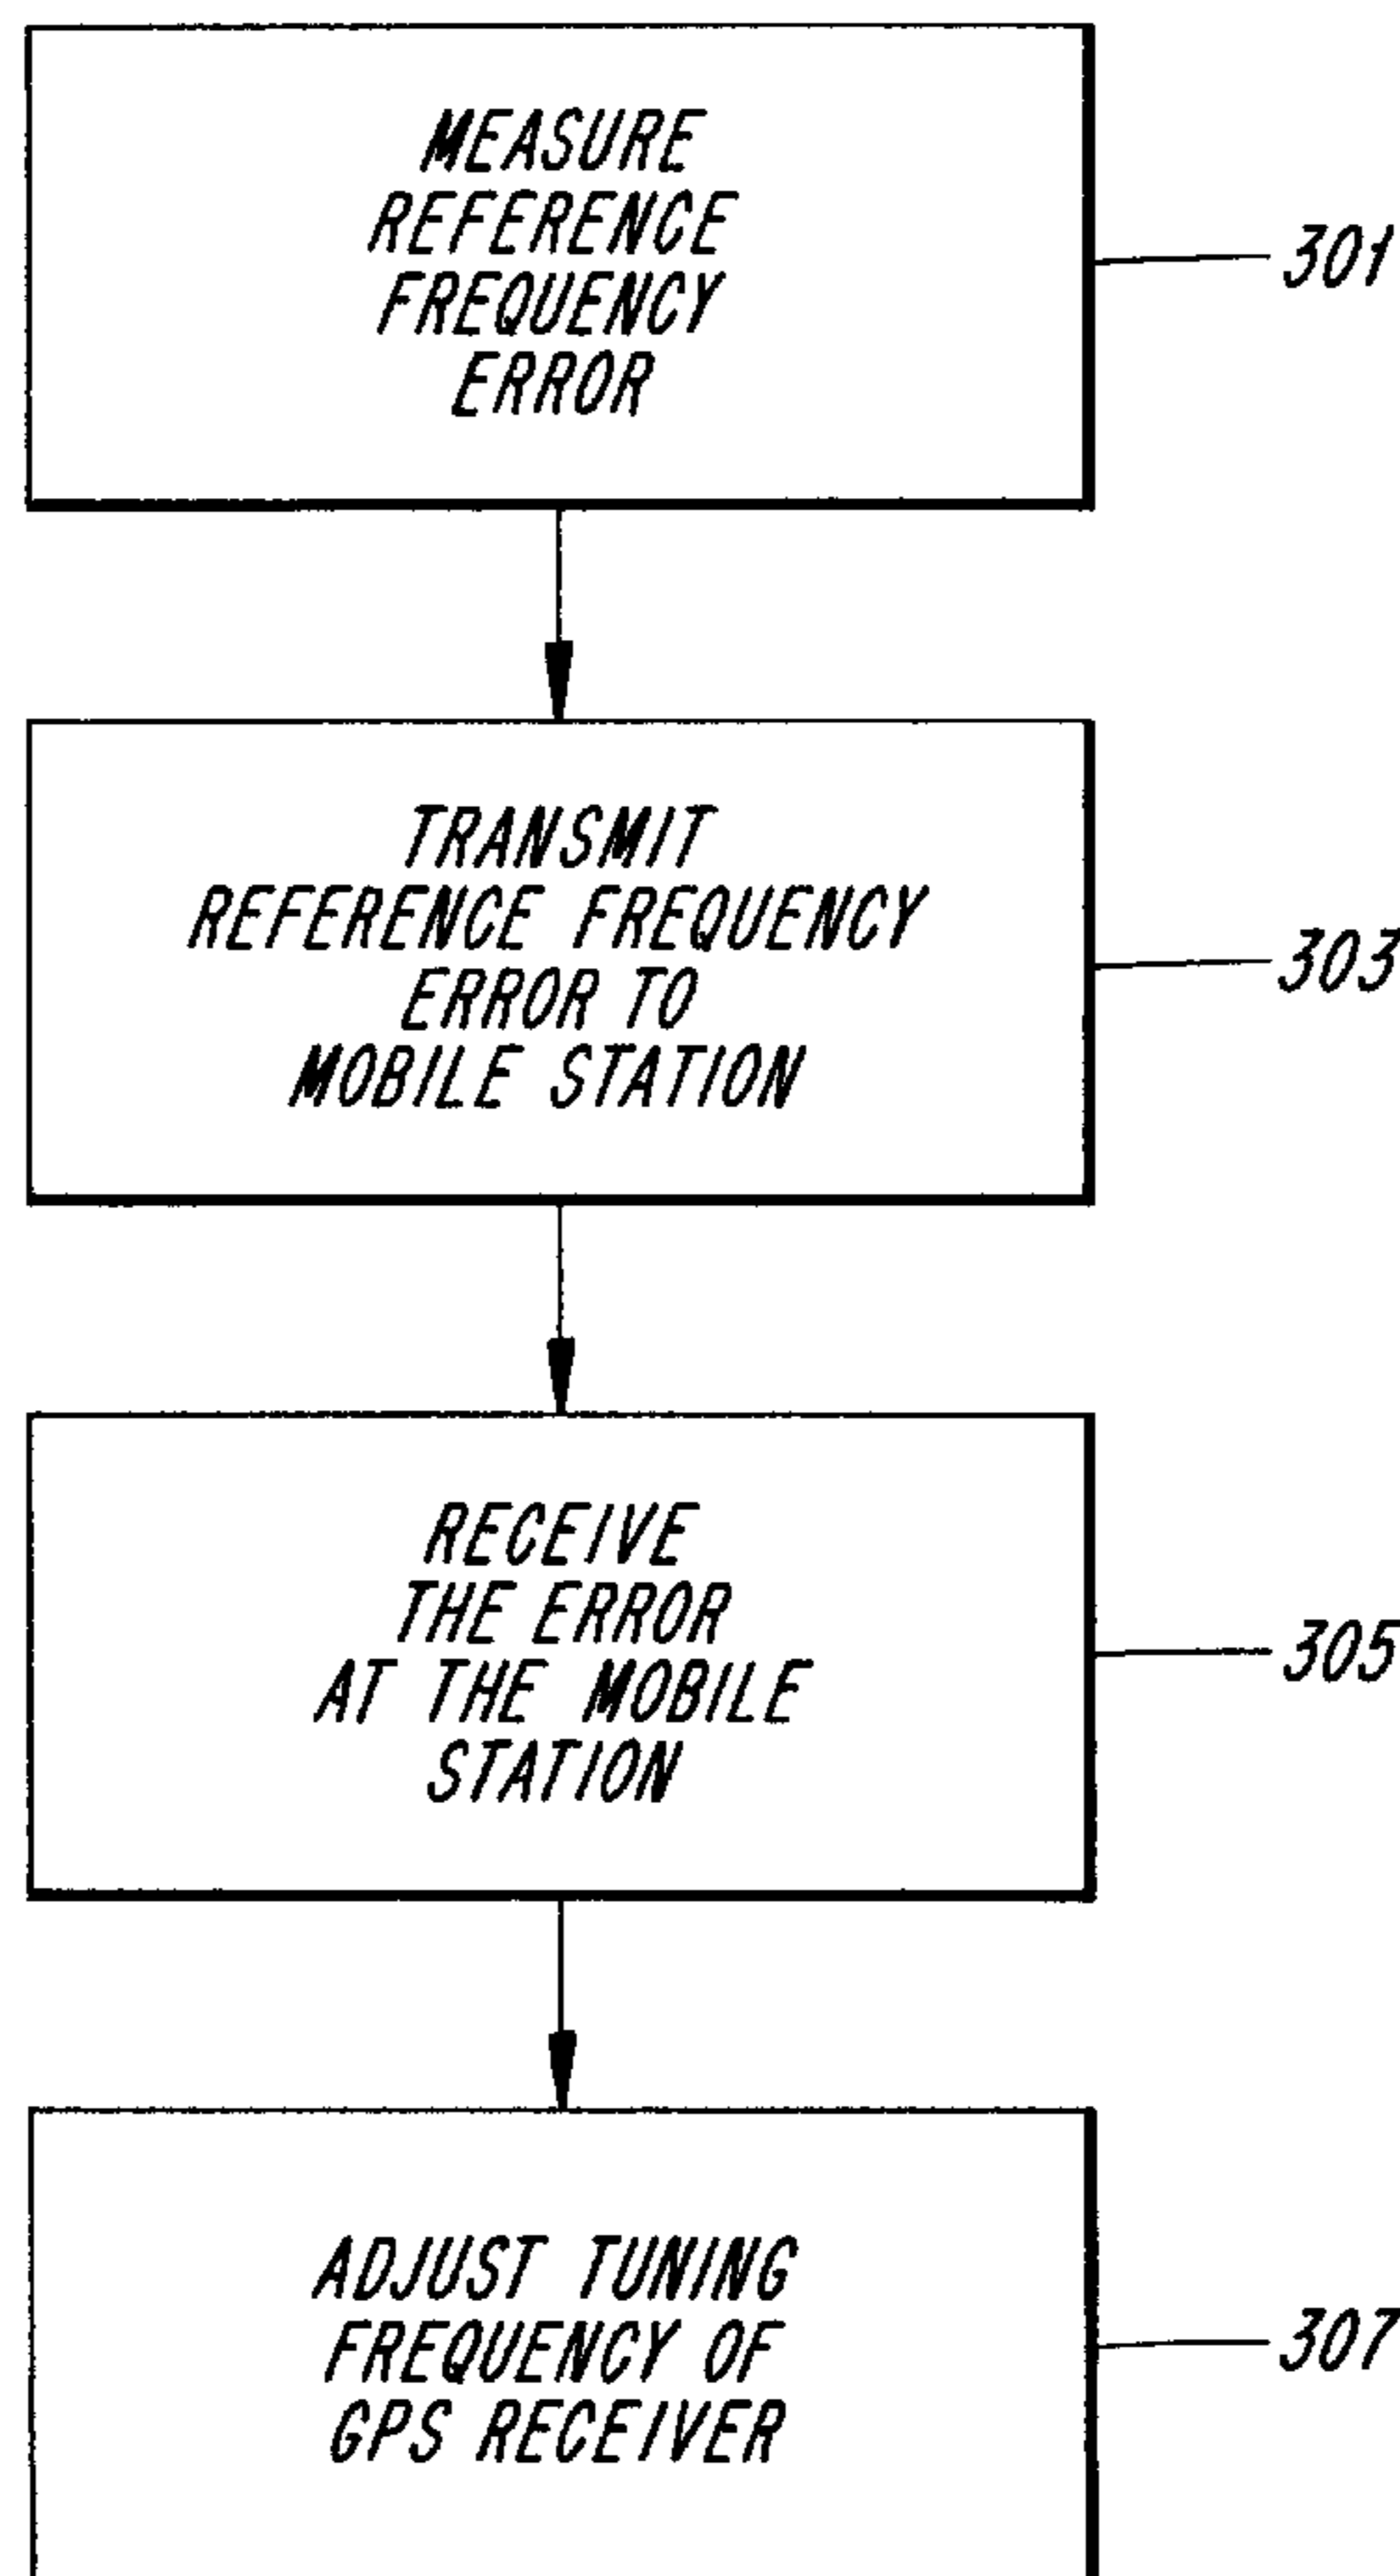 MEASURE
REFERENCE
FREQUENCY
ERROR
301
TRANSMIT
REFERENCE FREQUENCY
ERROR TO
MOBILE STATION
303
RECEIVE
THE ERROR
AT THE MOBILE
STATION
305
ADJUST TUNING
FREQUENCY OF
GPS RECEIVER
307